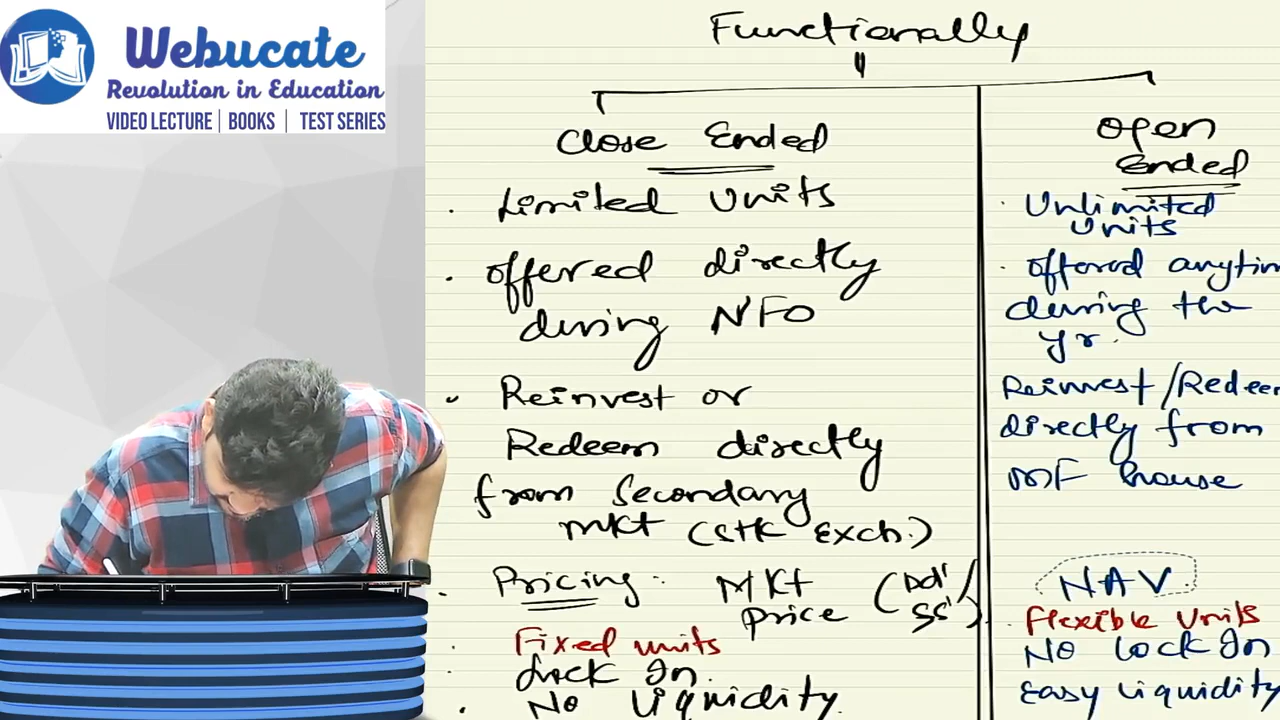 Webucate
Revolution in Education
VIDEO LECTURE | BOOKS | TEST SERIES
Functionally
Close Ended
· Limited Units
· Offered directly
during NFO
Reinvest or
Redeem directly
from Secondary
Mkt (Stk Exch.)
· Pricing: Mkt
Price (DD/
SS)
· Fixed units
Lock In.
· No liquidity.
Open
Ended
· Unlimited
Units
· Offered anytim
during the
yr.
Reinvest/Redeem
directly from
MF house
NAV
· Flexible Units
No Lock In
Easy liquidity